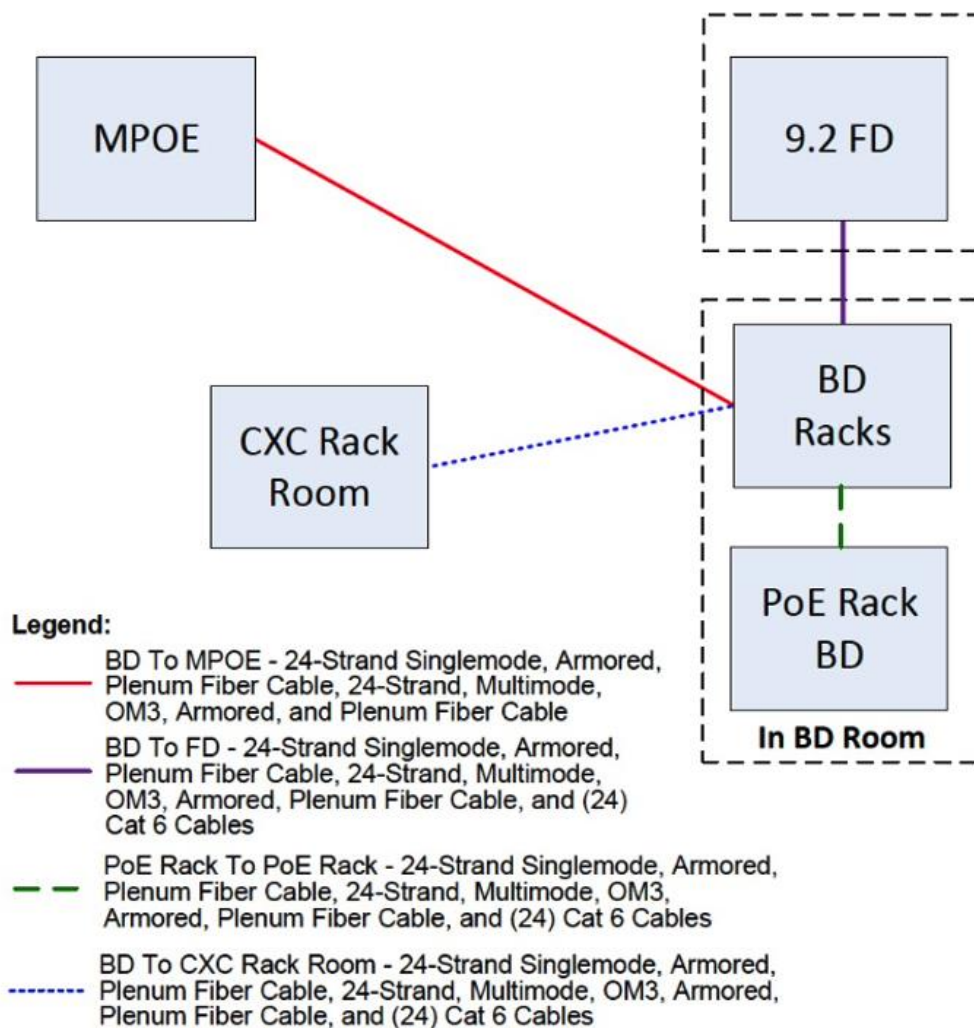 MPOE
9.2 FD
BD
Racks
CXC Rack
Room
PoE Rack
BD
In BD Room
Legend:
BD To MPOE - 24-Strand Singlemode, Armored,
Plenum Fiber Cable, 24-Strand, Multimode,
OM3, Armored, and Plenum Fiber Cable
BD To FD - 24-Strand Singlemode, Armored,
Plenum Fiber Cable, 24-Strand, Multimode,
OM3, Armored, Plenum Fiber Cable, and (24)
Cat 6 Cables
PoE Rack To PoE Rack - 24-Strand Singlemode, Armored,
Plenum Fiber Cable, 24-Strand, Multimode, OM3,
Armored, Plenum Fiber Cable, and (24) Cat 6 Cables
BD To CXC Rack Room - 24-Strand Singlemode, Armored,
Plenum Fiber Cable, 24-Strand, Multimode, OM3, Armored,
Plenum Fiber Cable, and (24) Cat 6 Cables